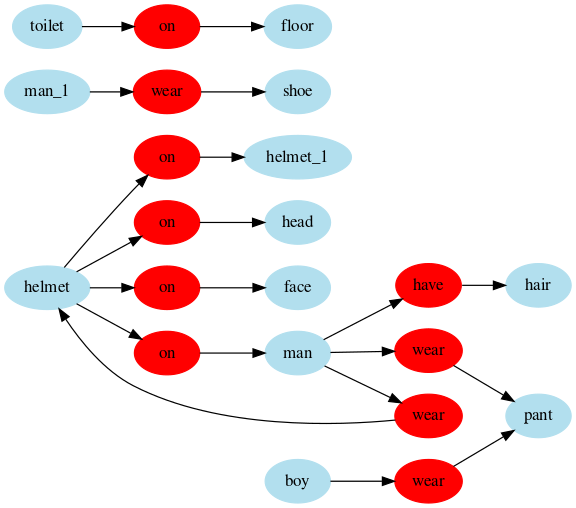 toilet on floor
man_1 wear shoe
on helmet_1
on head
helmet on face
have hair
on man wear
wear pant
boy wear